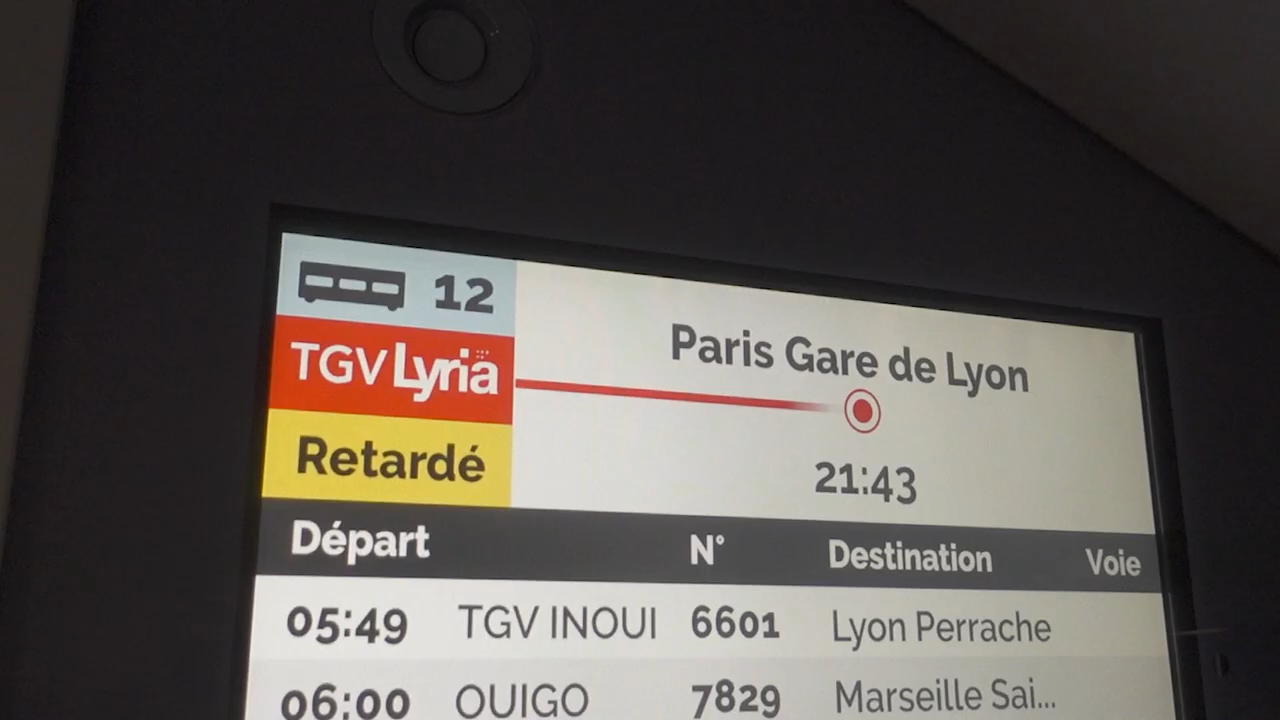 12
TGV Lyria
Paris Gare de Lyon
Retardé
21:43
Départ N° Destination Voie
05:49 TGV INOUI 6601 Lyon Perrache
06:00 OUIGO 7829 Marseille Sai...